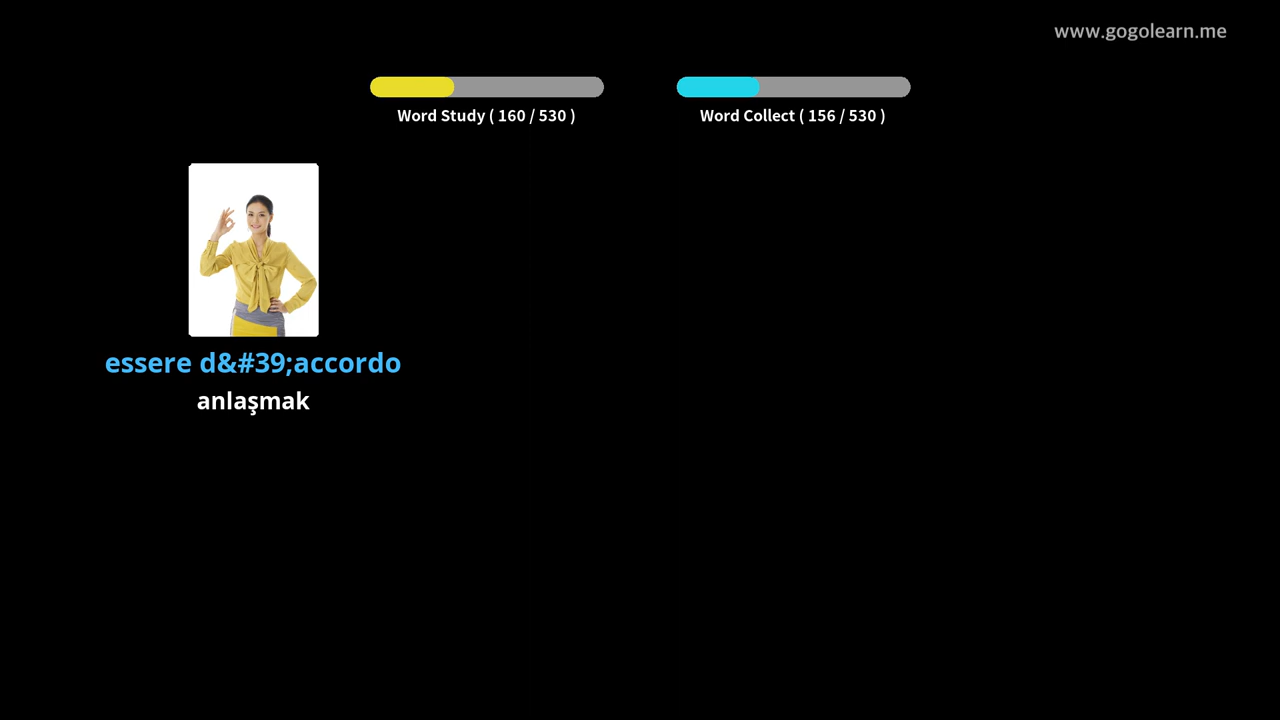 www.gogolearn.me
Word Study ( 160 / 530 )
Word Collect ( 156 / 530 )
essere d&#39;accordo
anlaşmak